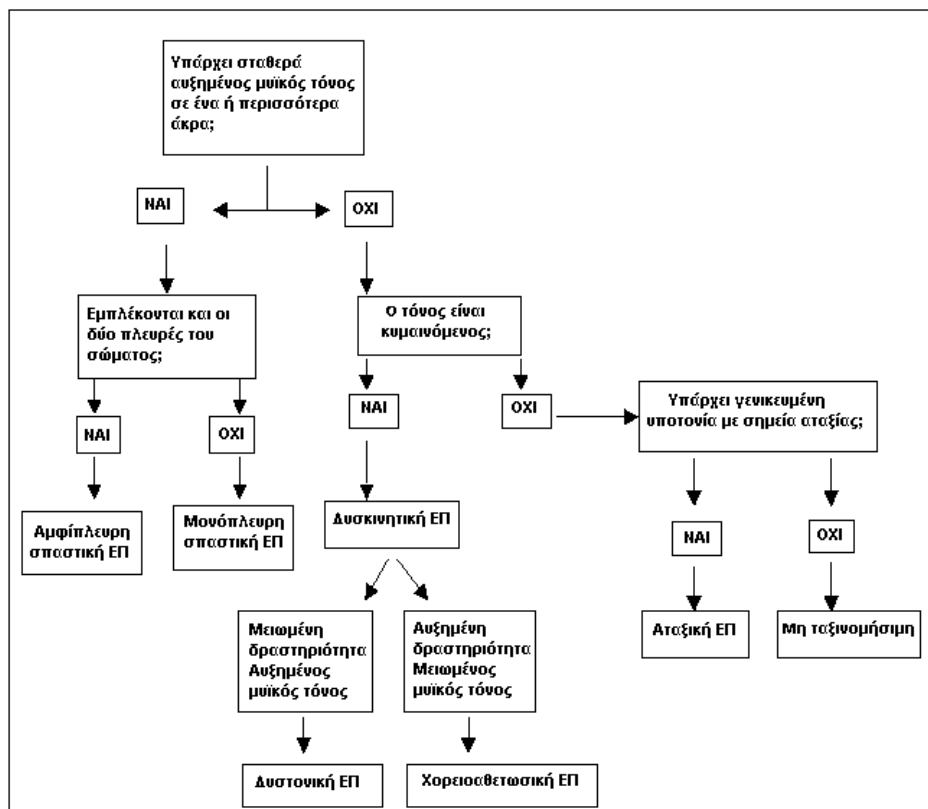 Υπάρχει σταθερά
αυξημένος μυϊκός τόνος
σε ένα ή περισσότερα
άκρα;
ΝΑΙ
ΟΧΙ
Εμπλέκονται και οι
δύο πλευρές του
σώματος;
Ο τόνος είναι
κυμαινόμενος;
ΝΑΙ
ΟΧΙ
ΝΑΙ
ΟΧΙ
Υπάρχει γενικευμένη
υποτονία με σημεία αταξίας;
Αμφίπλευρη
σπαστική ΕΠ
Μονόπλευρη
σπαστική ΕΠ
Δυσκινητική ΕΠ
ΝΑΙ
ΟΧΙ
Μειωμένη
δραστηριότητα
Αυξημένος
μυϊκός τόνος
Αυξημένη
δραστηριότητα
Μειωμένος
μυϊκός τόνος
Αταξική ΕΠ
Μη ταξινομήσιμη
Δυστονική ΕΠ
Χορειοαθετωσική ΕΠ